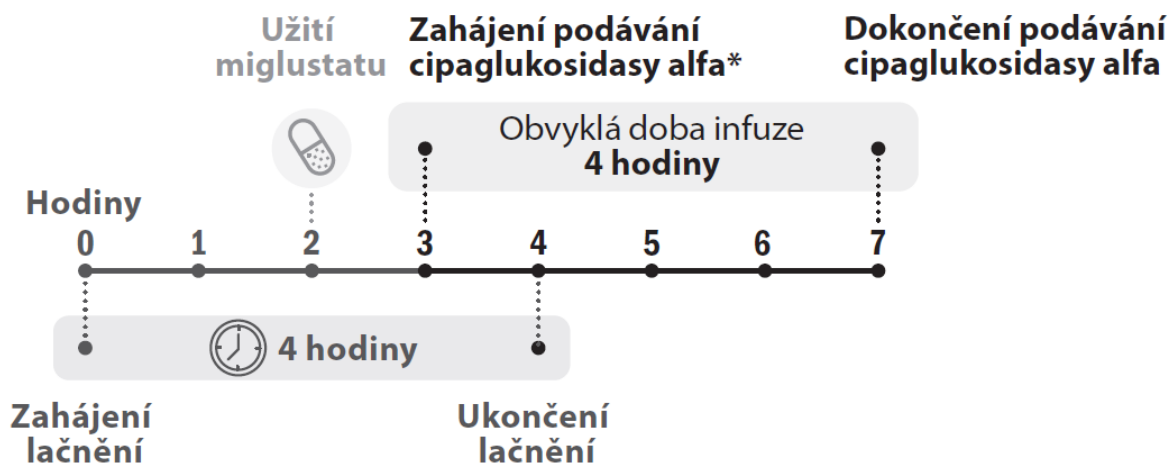 Užití
miglustatu
Zahájení podávání
cipaglukosidasy alfa*
Dokončení podávání
cipaglukosidasy alfa
Obvyklá doba infuze
4 hodiny
Hodiny
0 1 2 3 4 5 6 7
4 hodiny
Zahájení
lačnění
Ukončení
lačnění